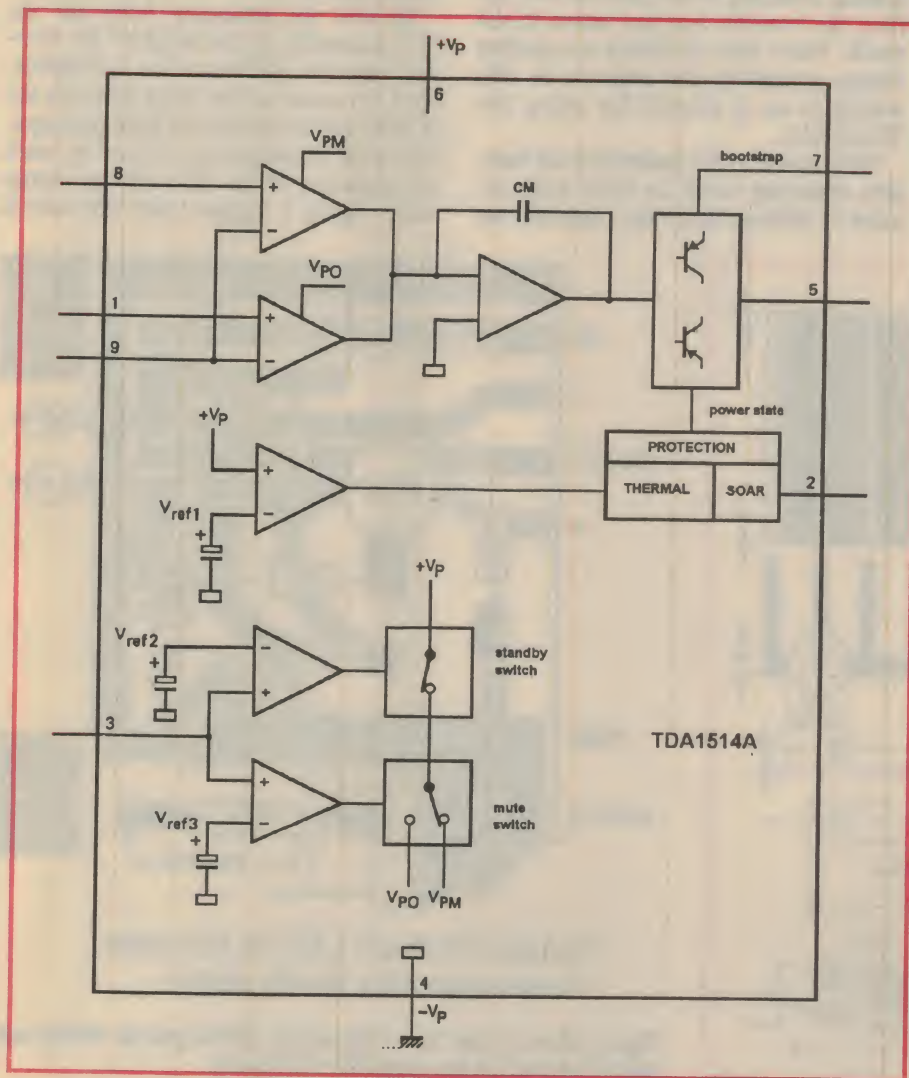 +VP
6
VPM
8
+
−
bootstrap
7
CM
VPO
1
+
9
−
5
power state
PROTECTION
THERMAL
SOAR
2
+VP
+
−
Vref1
+
+VP
Vref2
+
−
+
standby
switch
3
TDA1514A
+
−
mute
switch
Vref3
+
VPO
VPM
4
−VP